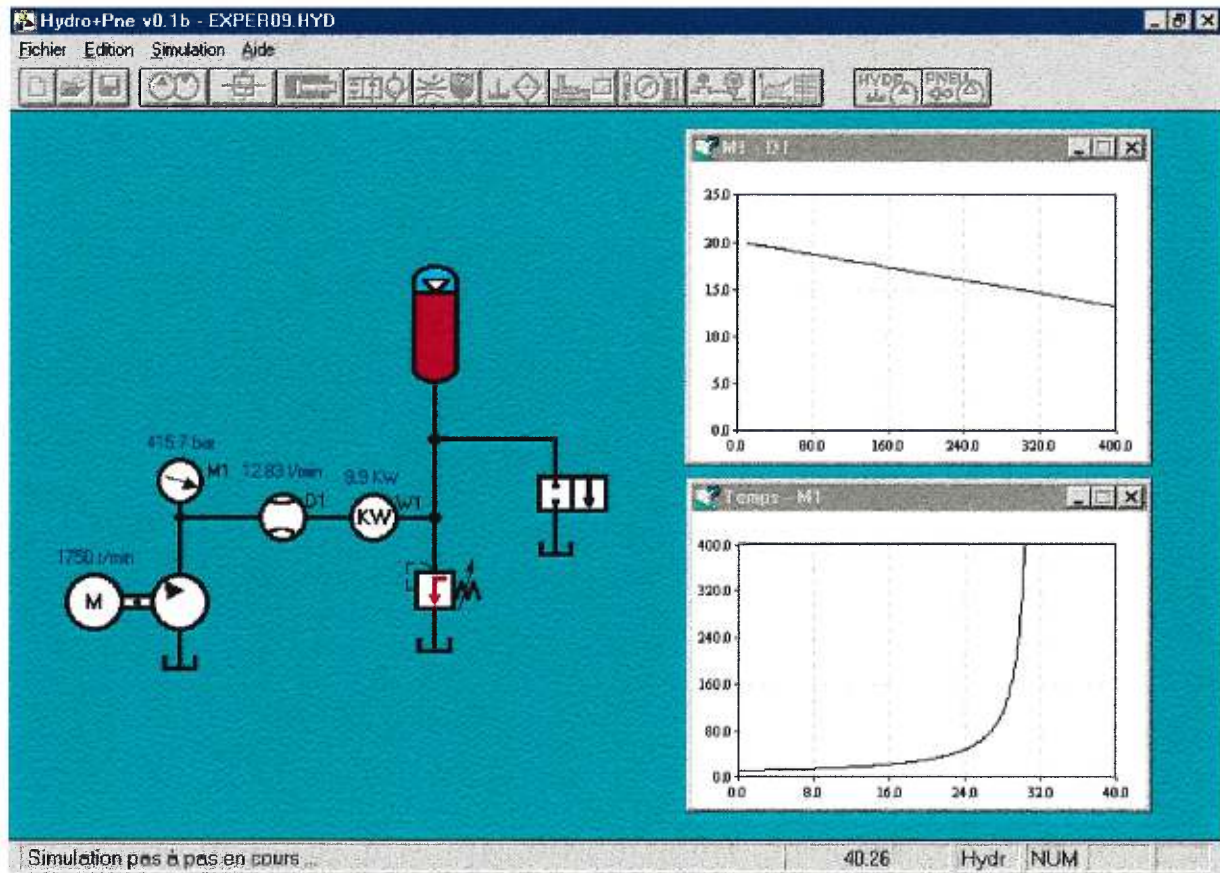 Hydro+Pne v0.1b - EXPER09.HYD
Fichier Edition Simulation Aide
HYDR PNEU
M1 - D1
25.0
20.0
15.0
10.0
5.0
0.0
0.0 80.0 160.0 240.0 320.0 400.0
415.7 bar
M1 12.83 l/min 9.9 KW
D1 KW W1
1750 r/min
M
Temps - M1
400.0
320.0
240.0
160.0
80.0
0.0
0.0 8.0 16.0 24.0 32.0 40.0
Simulation pas à pas en cours ... 40.26 Hydr NUM